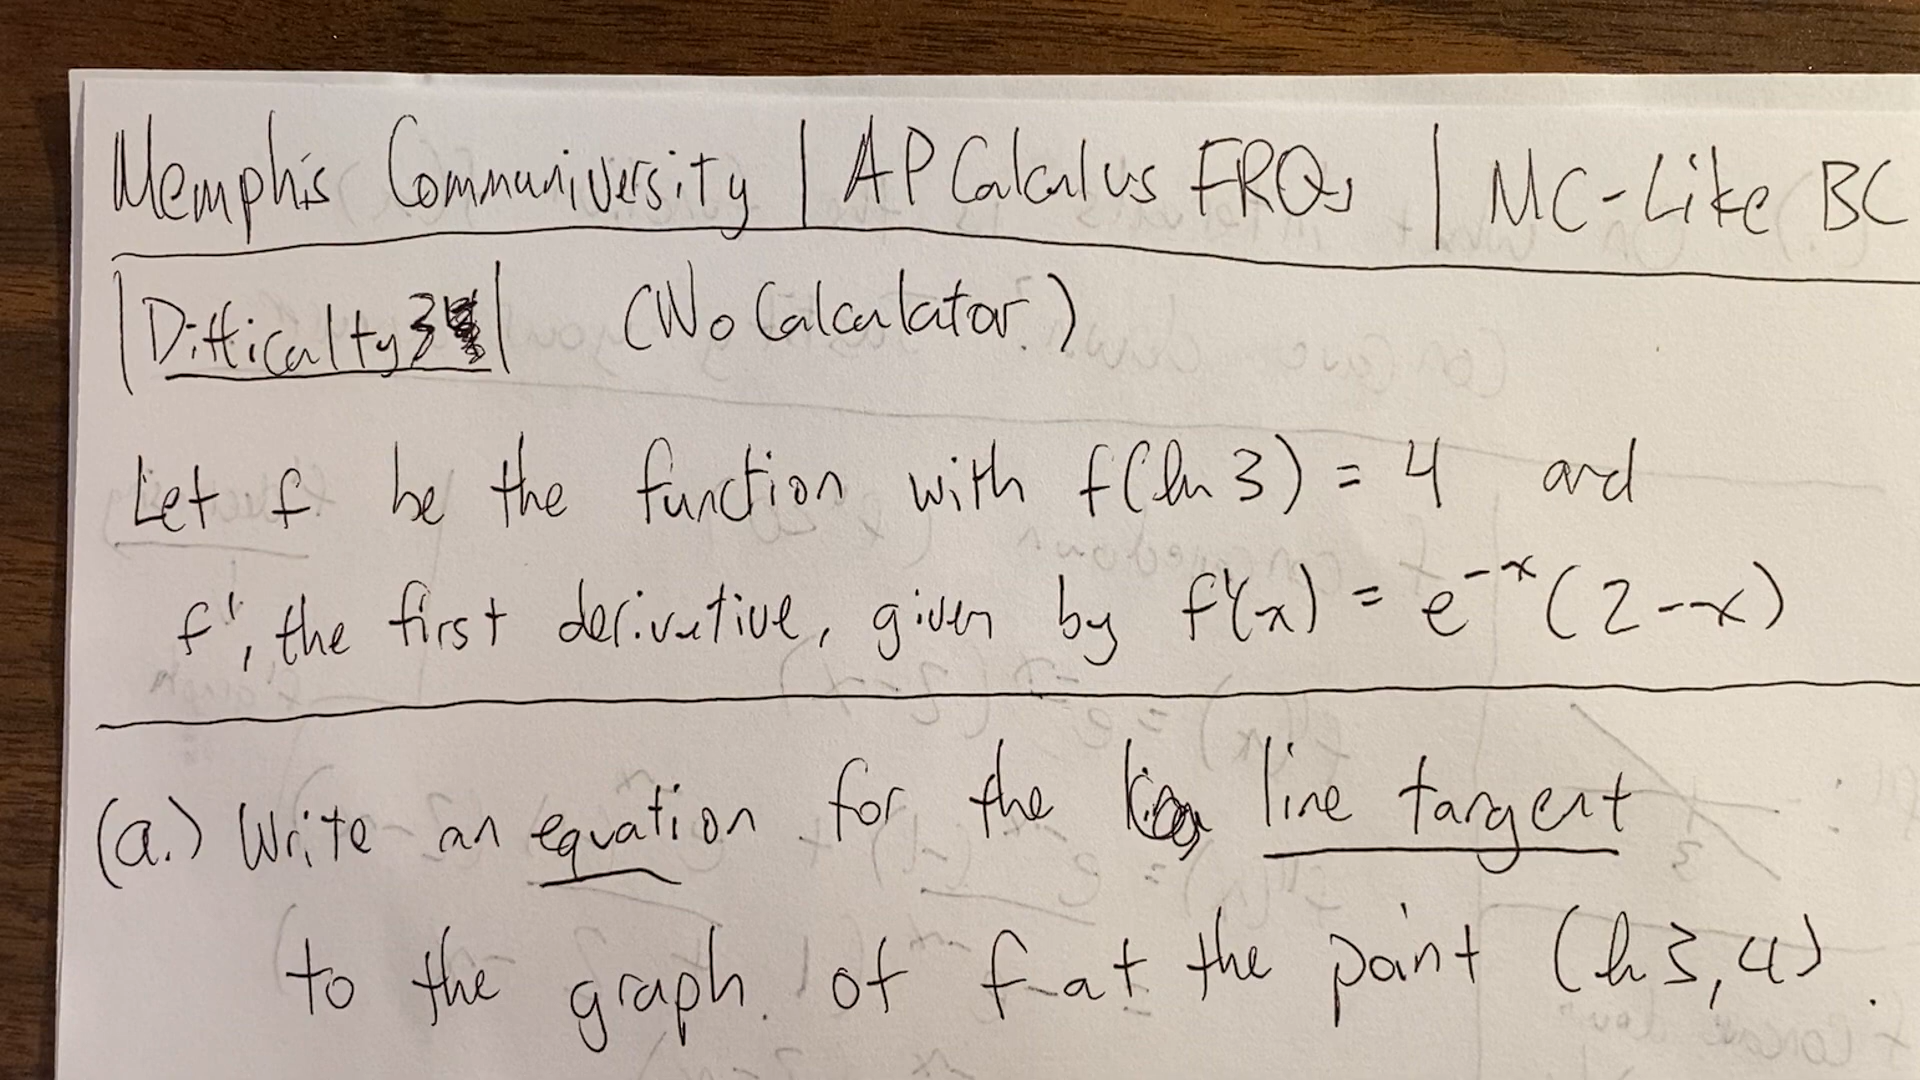 Memphis Communiversity | AP Calculus FRQs | MC-Like BC
|Difficalty 3| (No Calculator)
Let f be the function with f(ln 3) = 4 and
f', the first derivative, given by f'(x) = e^{-x}(2-x)
(a.) Write an equation for the line tangent
to the graph of f at the point (ln 3, 4).